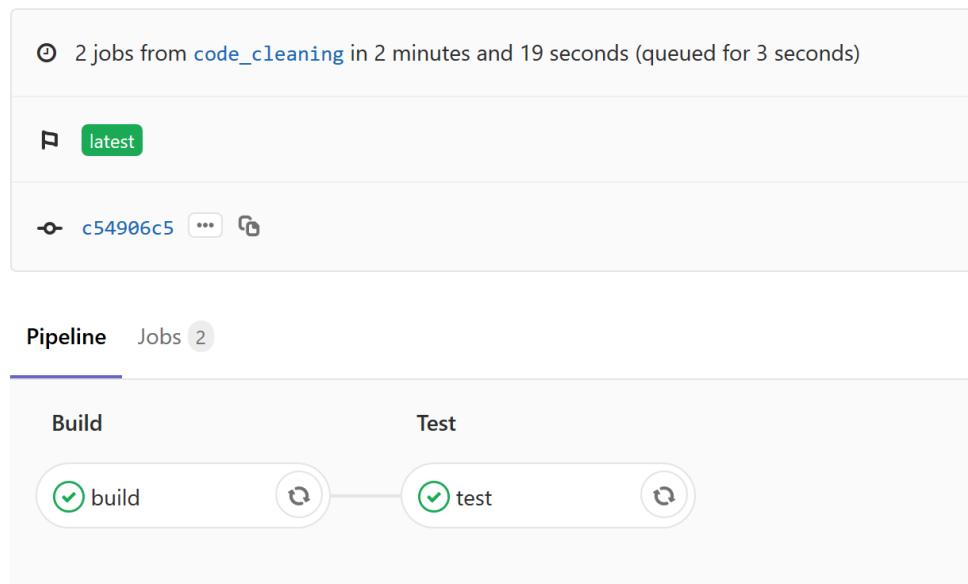 2 jobs from code_cleaning in 2 minutes and 19 seconds (queued for 3 seconds)
latest
c54906c5 ...
Pipeline Jobs 2
Build Test
build test